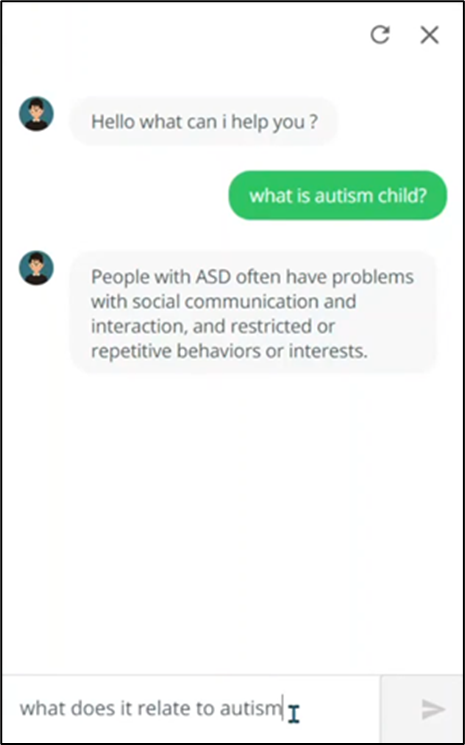 Hello what can i help you ?
what is autism child?
People with ASD often have problems
with social communication and
interaction, and restricted or
repetitive behaviors or interests.
what does it relate to autism